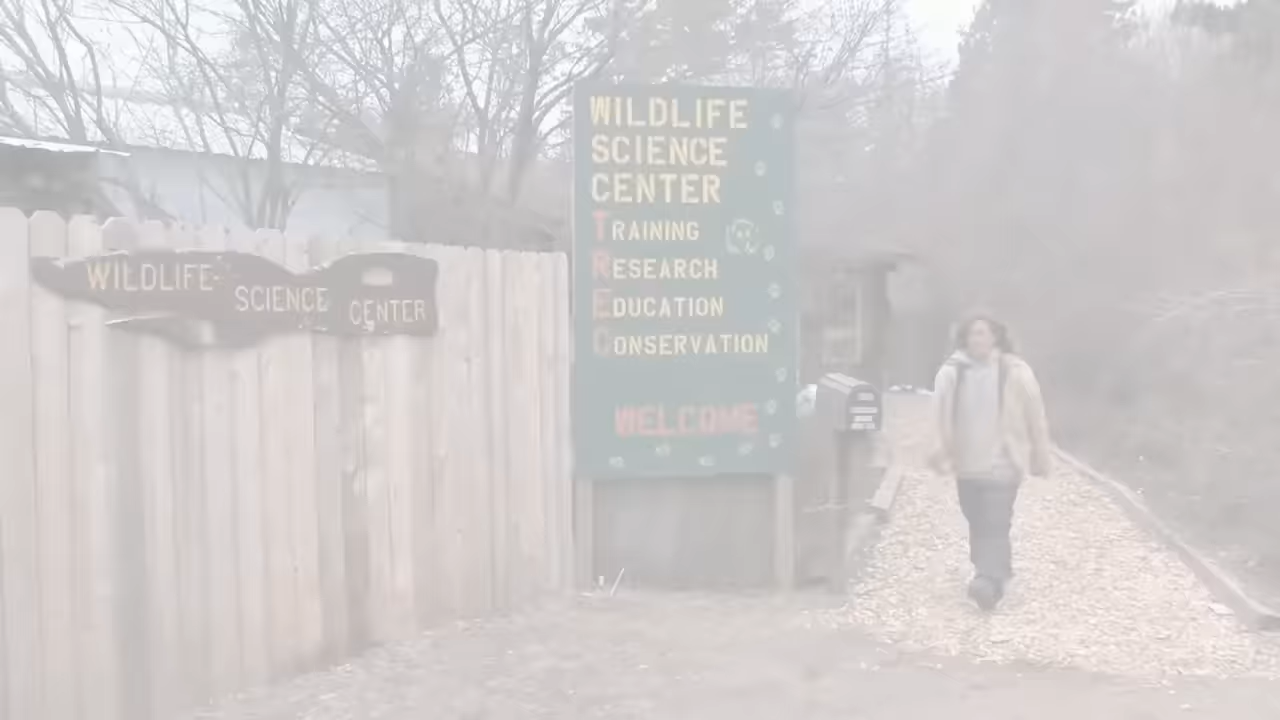 WILDLIFE
SCIENCE
CENTER
WILDLIFE
SCIENCE
CENTER
TRAINING
RESEARCH
EDUCATION
CONSERVATION
WELCOME